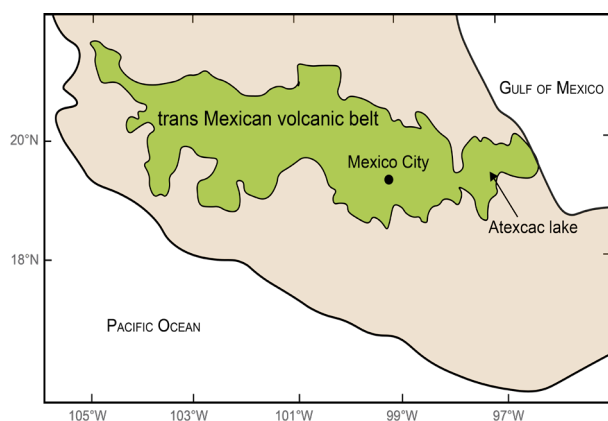 GULF OF MEXICO
trans Mexican volcanic belt
20°N
Mexico City
Atexcac lake
18°N
PACIFIC OCEAN
105°W 103°W 101°W 99°W 97°W